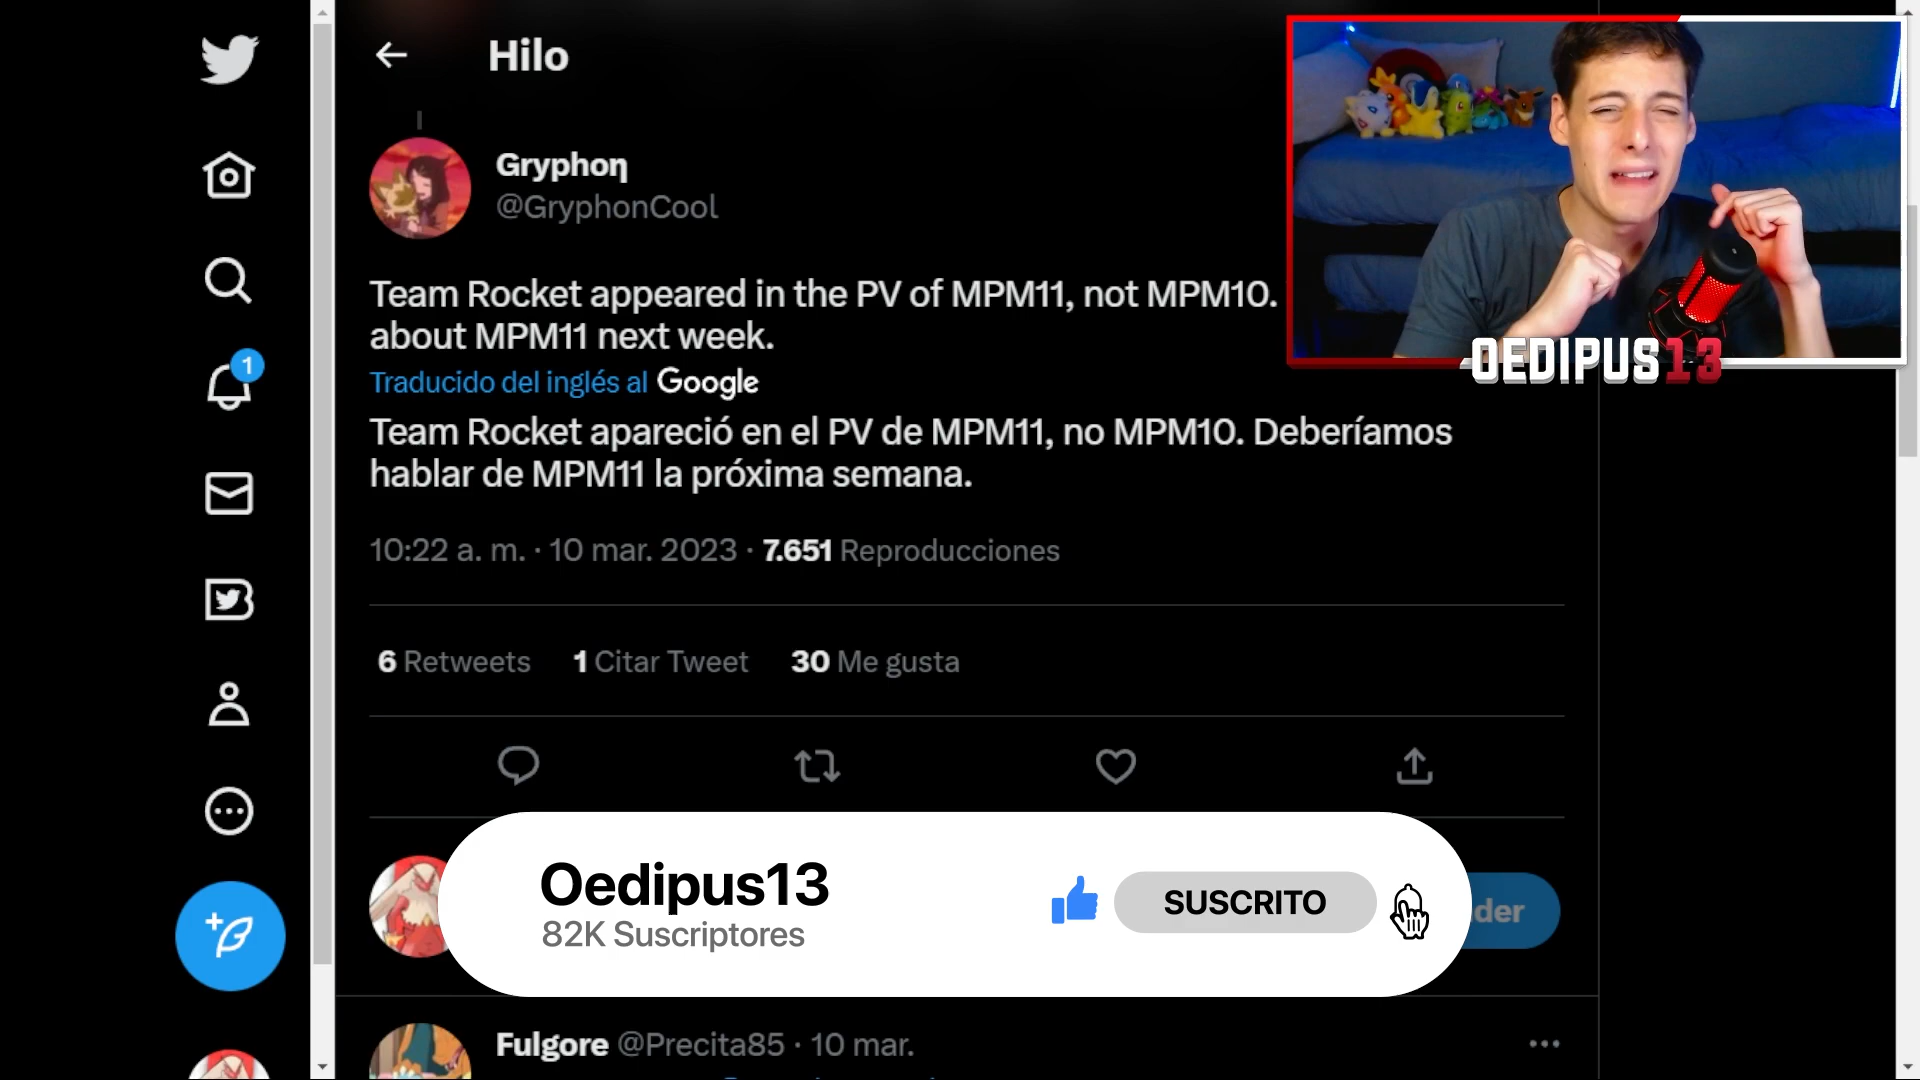 Hilo
Gryphoη
@GryphonCool
Team Rocket appeared in the PV of MPM11, not MPM10.
about MPM11 next week.
Traducido del inglés al Google
Team Rocket apareció en el PV de MPM11, no MPM10. Deberíamos
hablar de MPM11 la próxima semana.
10:22 a. m. · 10 mar. 2023 · 7.651 Reproducciones
6 Retweets 1 Citar Tweet 30 Me gusta
OEDIPUS13
1
Oedipus13
82K Suscriptores
SUSCRITO
der
Fulgore @Precita85 · 10 mar.